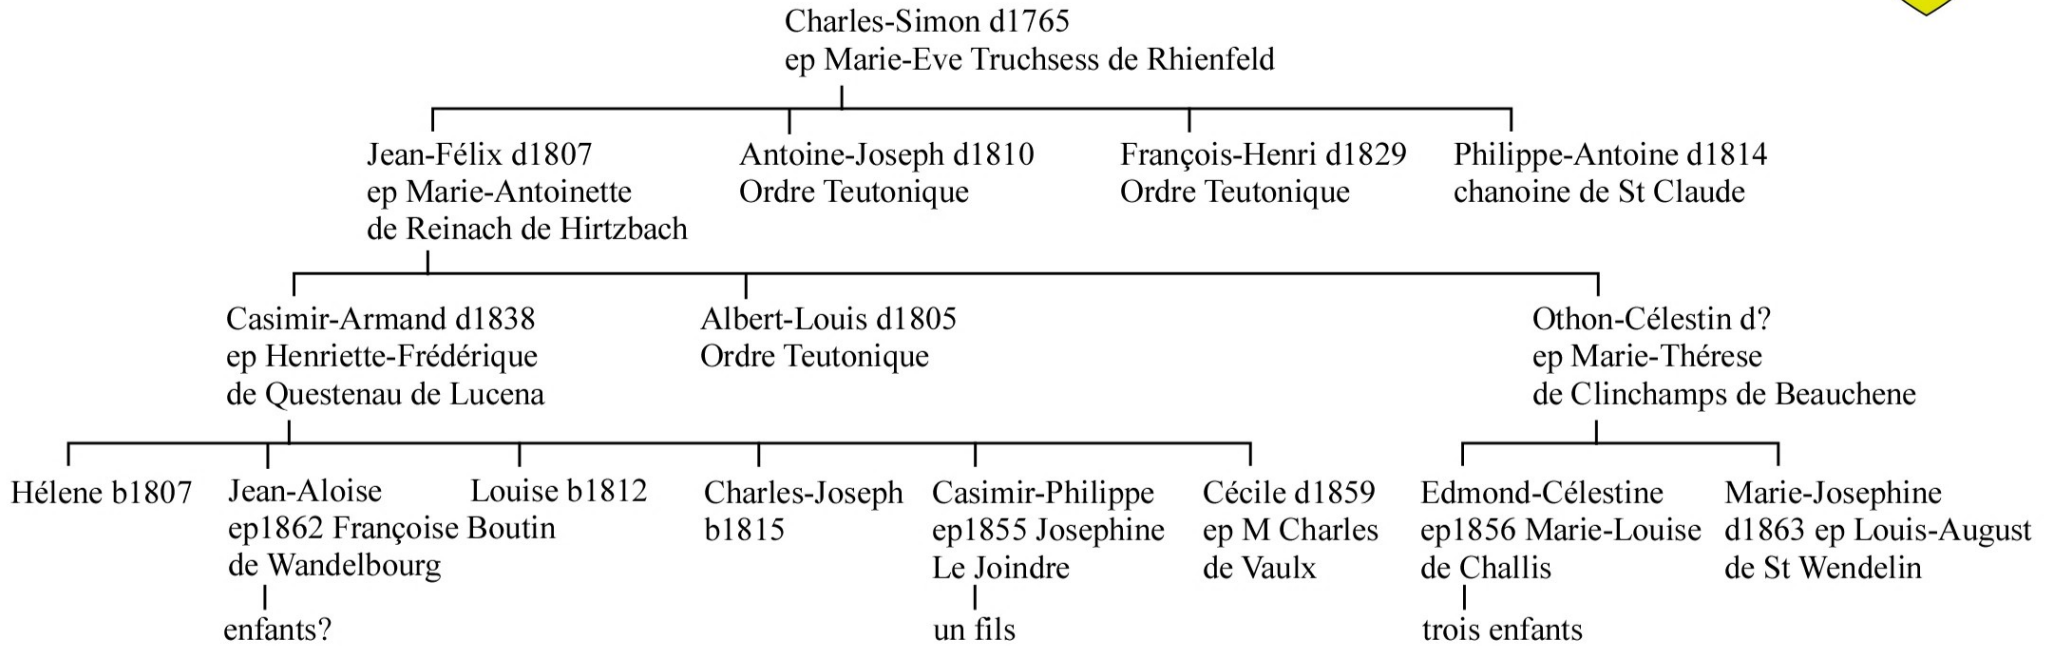 Charles-Simon d1765
ep Marie-Eve Truchsess de Rhienfeld
Jean-Félix d1807
ep Marie-Antoinette
de Reinach de Hirtzbach
Antoine-Joseph d1810
Ordre Teutonique
François-Henri d1829
Ordre Teutonique
Philippe-Antoine d1814
chanoine de St Claude
Casimir-Armand d1838
ep Henriette-Frédérique
de Questenau de Lucena
Albert-Louis d1805
Ordre Teutonique
Othon-Célestin d?
ep Marie-Thérese
de Clinchamps de Beauchene
Hélene b1807
Jean-Aloise
ep1862 Françoise Boutin
de Wandelbourg
enfants?
Louise b1812
Charles-Joseph
b1815
Casimir-Philippe
ep1855 Josephine
Le Joindre
un fils
Cécile d1859
ep M Charles
de Vaulx
Edmond-Célestine
ep1856 Marie-Louise
de Challis
trois enfants
Marie-Josephine
d1863 ep Louis-August
de St Wendelin